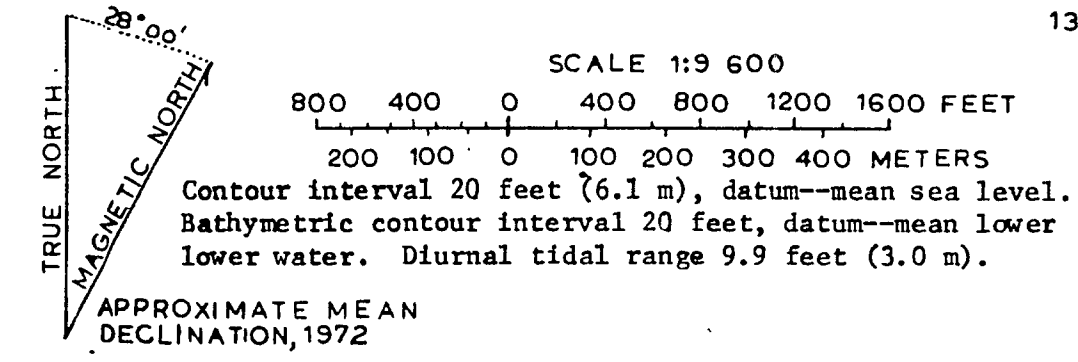 13
28°00'
TRUE NORTH.
MAGNETIC NORTH
SCALE 1:9 600
800 400 0 400 800 1200 1600 FEET
200 100 0 100 200 300 400 METERS
Contour interval 20 feet (6.1 m), datum--mean sea level.
Bathymetric contour interval 20 feet, datum--mean lower
lower water. Diurnal tidal range 9.9 feet (3.0 m).
APPROXIMATE MEAN
DECLINATION, 1972